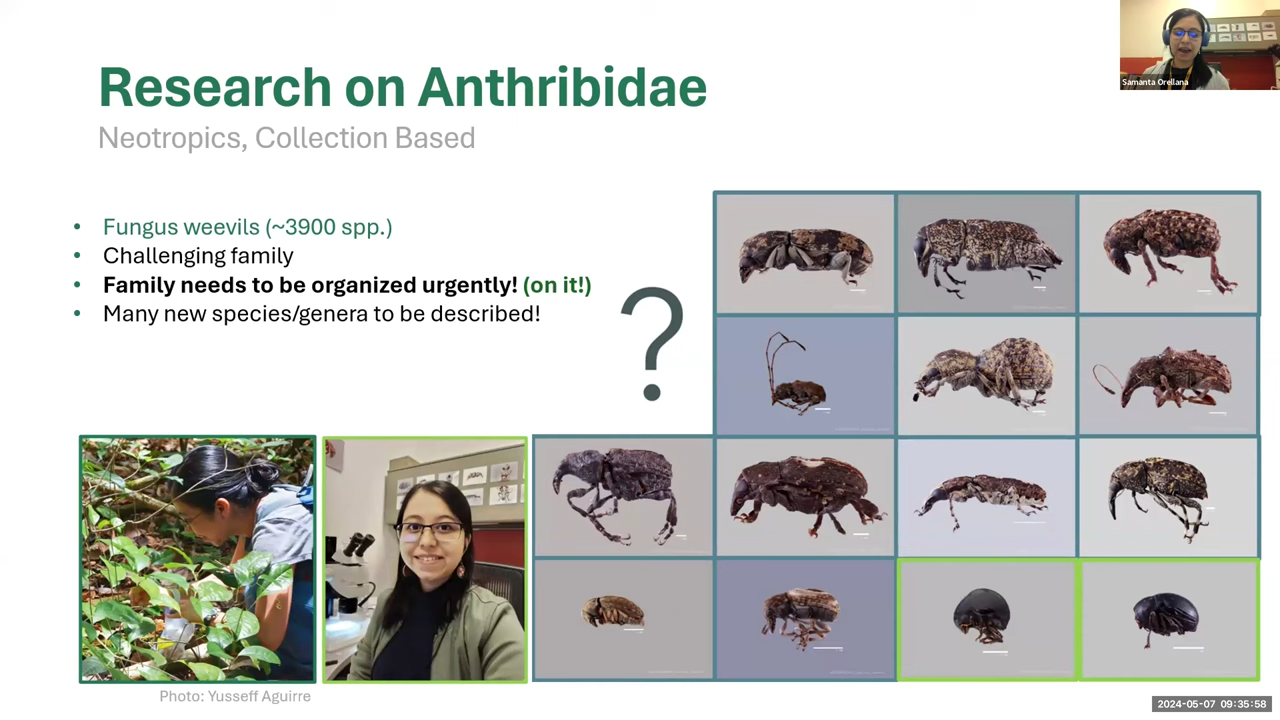 Samanta Orellana
Research on Anthribidae
Neotropics, Collection Based
• Fungus weevils (~3900 spp.)
• Challenging family
• Family needs to be organized urgently! (on it!)
• Many new species/genera to be described!
?
Photo: Yusseff Aguirre
2024-05-07 09:35:58